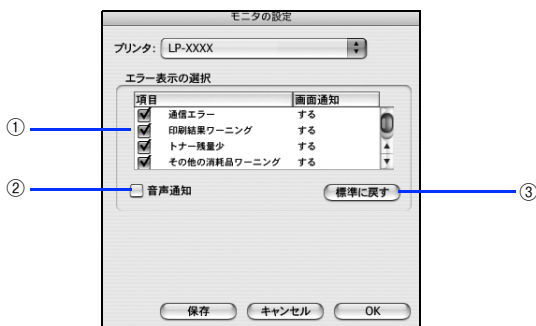 モニタの設定
プリンタ: LP-XXXX
エラー表示の選択
項目 画面通知
通信エラー する
① 印刷結果ワーニング する
トナー残量少 する
その他の消耗品ワーニング する
② 音声通知 標準に戻す ③
保存 キャンセル OK